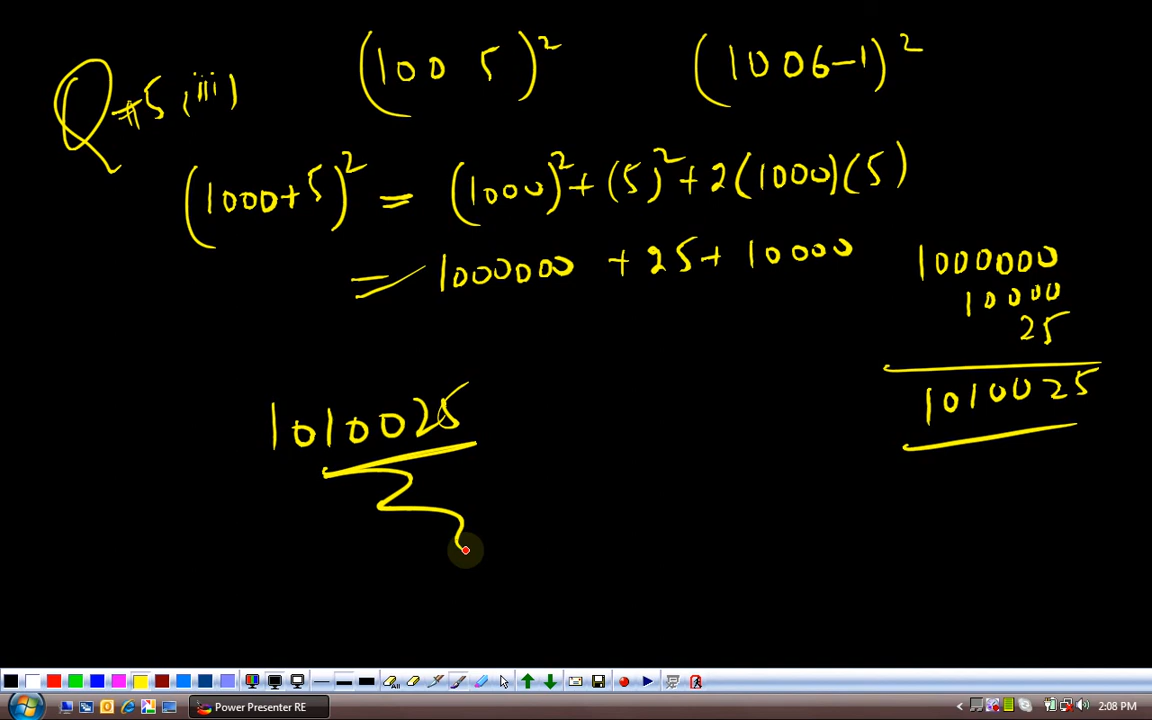 Q#5(iii) (1005)² (1006-1)²
(1000+5)² = (1000)² + (5)² + 2(1000)(5)
= 1000000 + 25 + 10000
1000000
10000
25
1010025
1010025
Power Presenter RE
2:08 PM